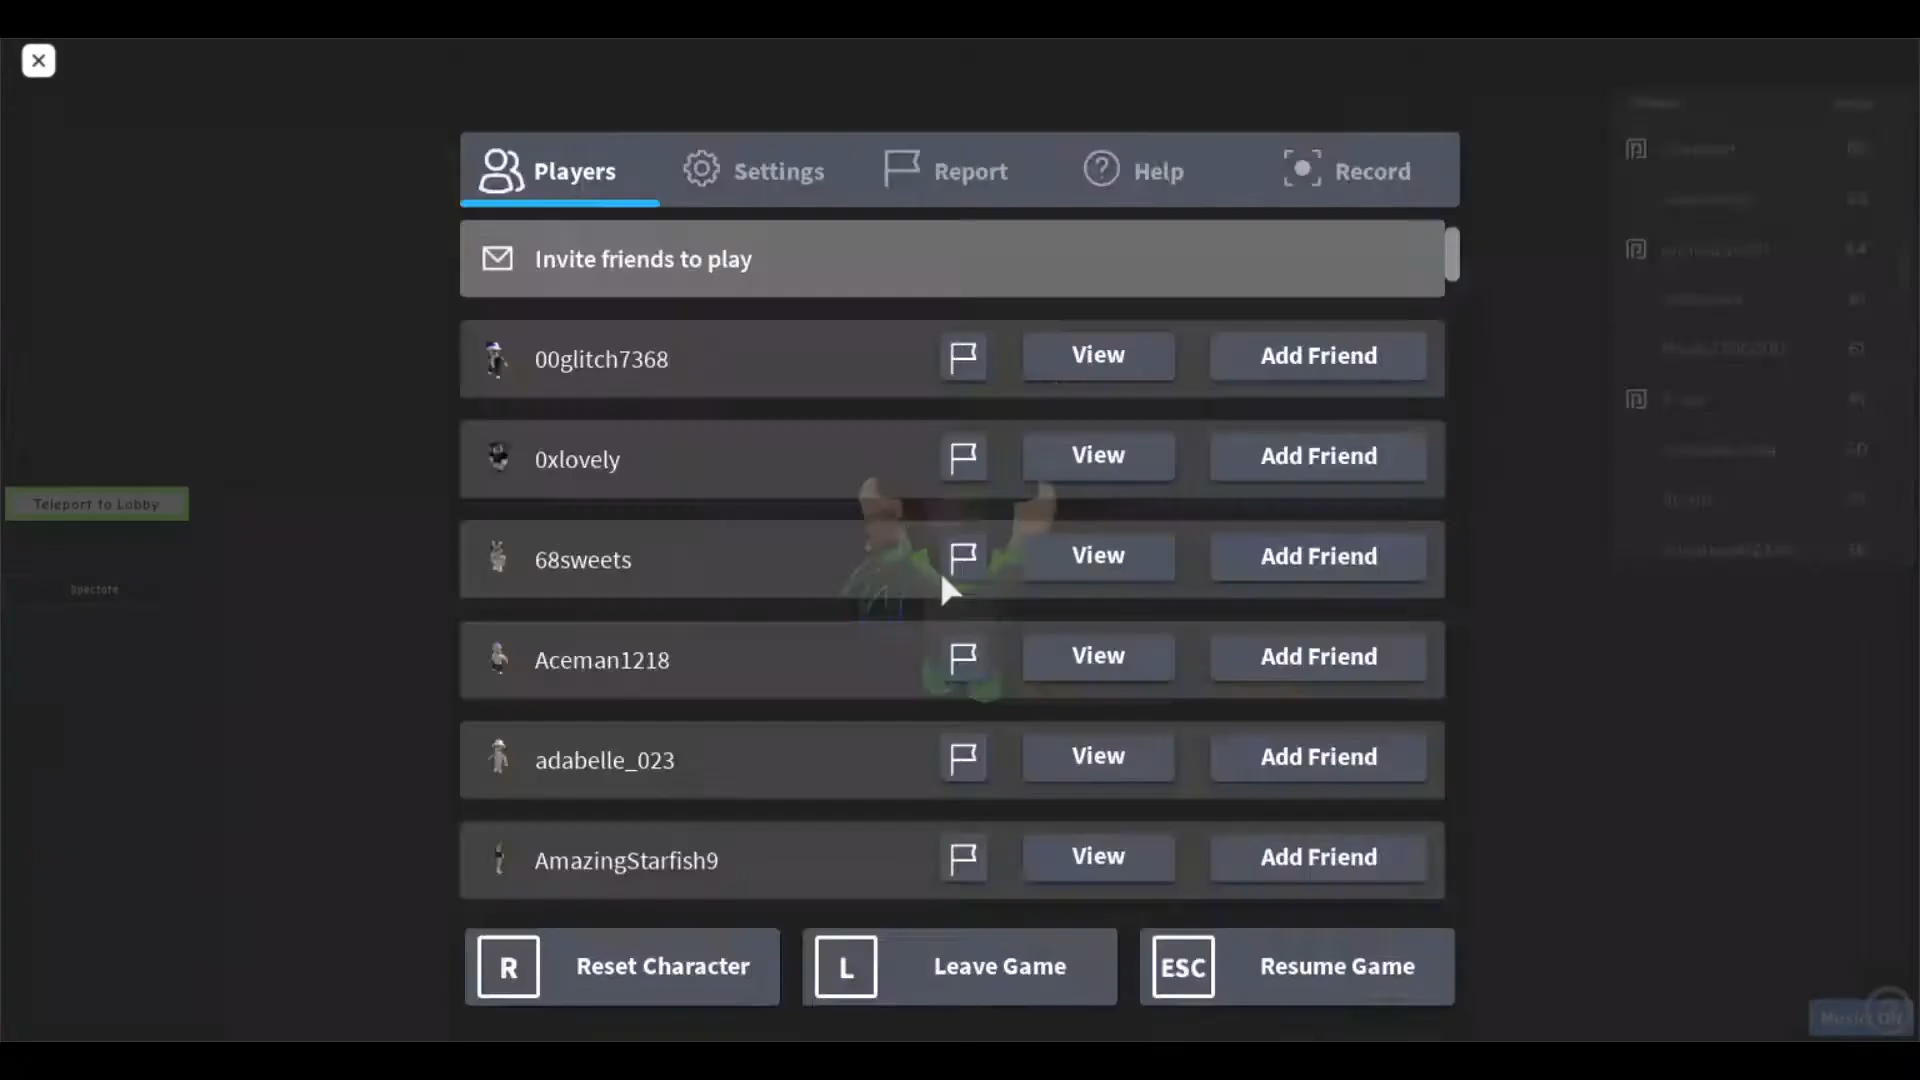 Players Settings Report Help Record
Invite friends to play
00glitch7368 View Add Friend
0xlovely View Add Friend
68sweets View Add Friend
Aceman1218 View Add Friend
adabelle_023 View Add Friend
AmazingStarfish9 View Add Friend
Teleport to Lobby
Spectate
R Reset Character L Leave Game ESC Resume Game